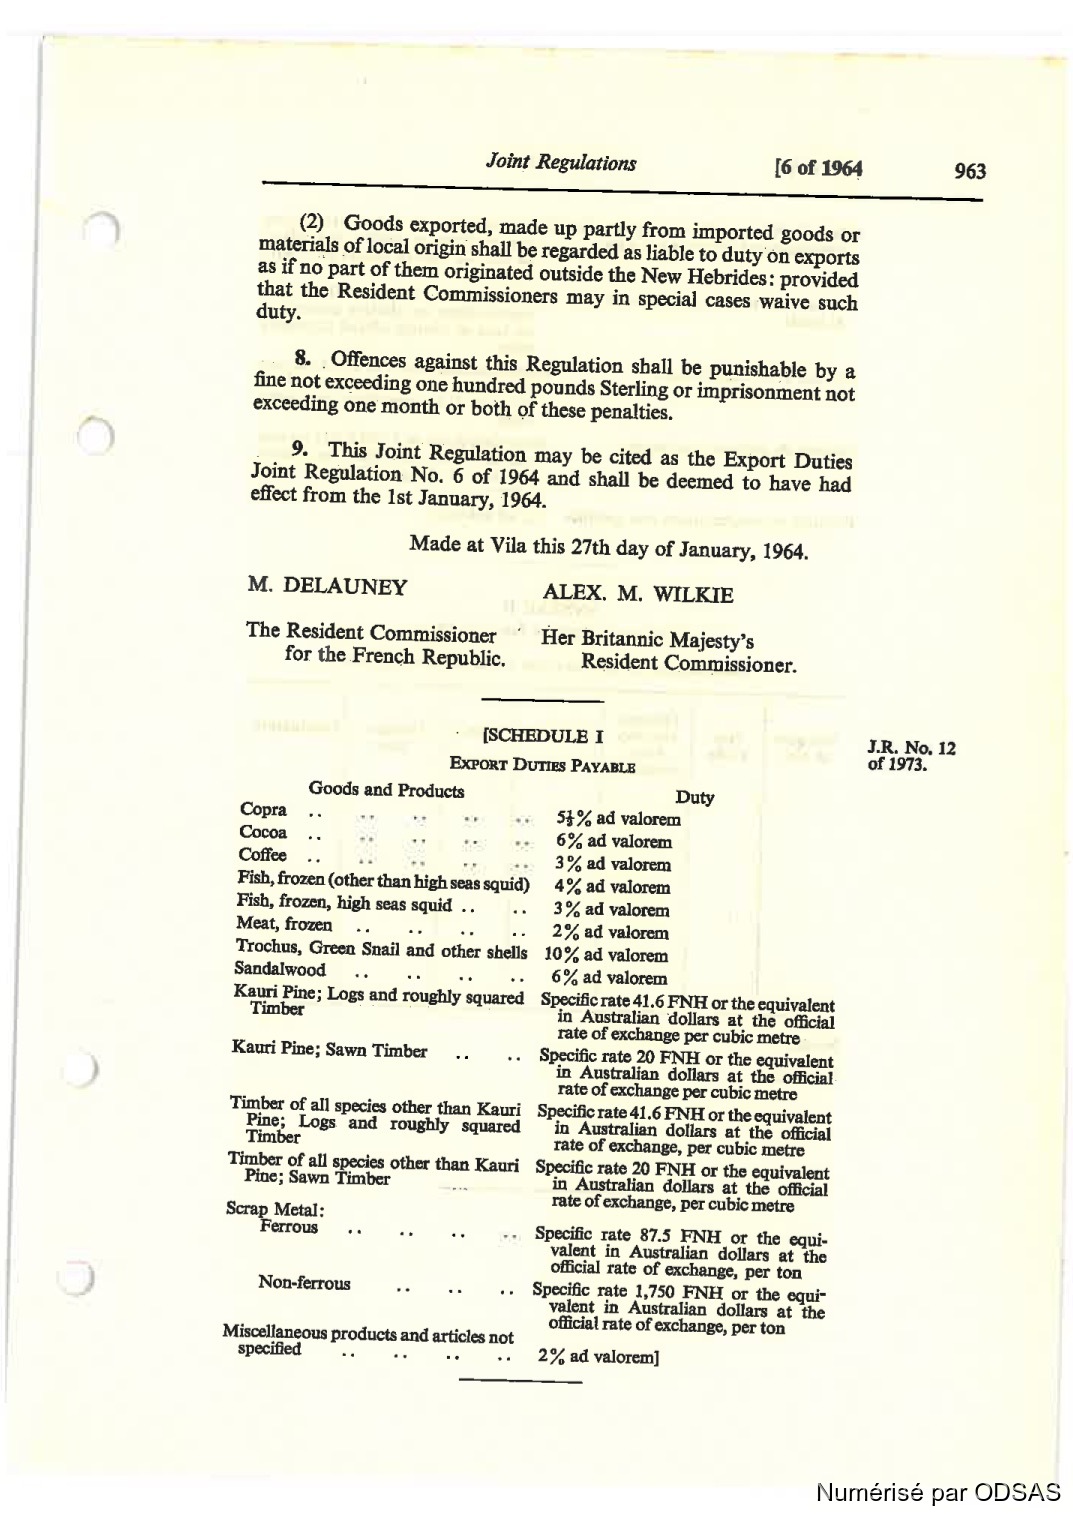 Joint Regulations [6 of 1964 963
(2) Goods exported, made up partly from imported goods or
materials of local origin shall be regarded as liable to duty on exports
as if no part of them originated outside the New Hebrides: provided
that the Resident Commissioners may in special cases waive such
duty.
8. Offences against this Regulation shall be punishable by a
fine not exceeding one hundred pounds Sterling or imprisonment not
exceeding one month or both of these penalties.
9. This Joint Regulation may be cited as the Export Duties
Joint Regulation No. 6 of 1964 and shall be deemed to have had
effect from the 1st January, 1964.
Made at Vila this 27th day of January, 1964.
M. DELAUNEY ALEX. M. WILKIE
The Resident Commissioner Her Britannic Majesty's
for the French Republic. Resident Commissioner.
[SCHEDULE I J.R. No. 12
of 1973.
EXPORT DUTIES PAYABLE
Goods and Products Duty
Copra .. .. .. .. .. 5½% ad valorem
Cocoa .. .. .. .. .. 6% ad valorem
Coffee .. .. .. .. .. 3% ad valorem
Fish, frozen (other than high seas squid) 4% ad valorem
Fish, frozen, high seas squid .. .. 3% ad valorem
Meat, frozen .. .. .. .. 2% ad valorem
Trochus, Green Snail and other shells 10% ad valorem
Sandalwood .. .. .. .. 6% ad valorem
Kauri Pine; Logs and roughly squared Specific rate 41.6 FNH or the equivalent
Timber in Australian dollars at the official
rate of exchange per cubic metre
Kauri Pine; Sawn Timber .. .. Specific rate 20 FNH or the equivalent
in Australian dollars at the official
rate of exchange per cubic metre
Timber of all species other than Kauri Specific rate 41.6 FNH or the equivalent
Pine; Logs and roughly squared in Australian dollars at the official
Timber rate of exchange, per cubic metre
Timber of all species other than Kauri Specific rate 20 FNH or the equivalent
Pine; Sawn Timber in Australian dollars at the official
rate of exchange, per cubic metre
Scrap Metal:
Ferrous .. .. .. .. Specific rate 87.5 FNH or the equi-
valent in Australian dollars at the
official rate of exchange, per ton
Non-ferrous .. .. .. Specific rate 1,750 FNH or the equi-
valent in Australian dollars at the
official rate of exchange, per ton
Miscellaneous products and articles not
specified .. .. .. .. 2% ad valorem]
Numérisé par ODSAS